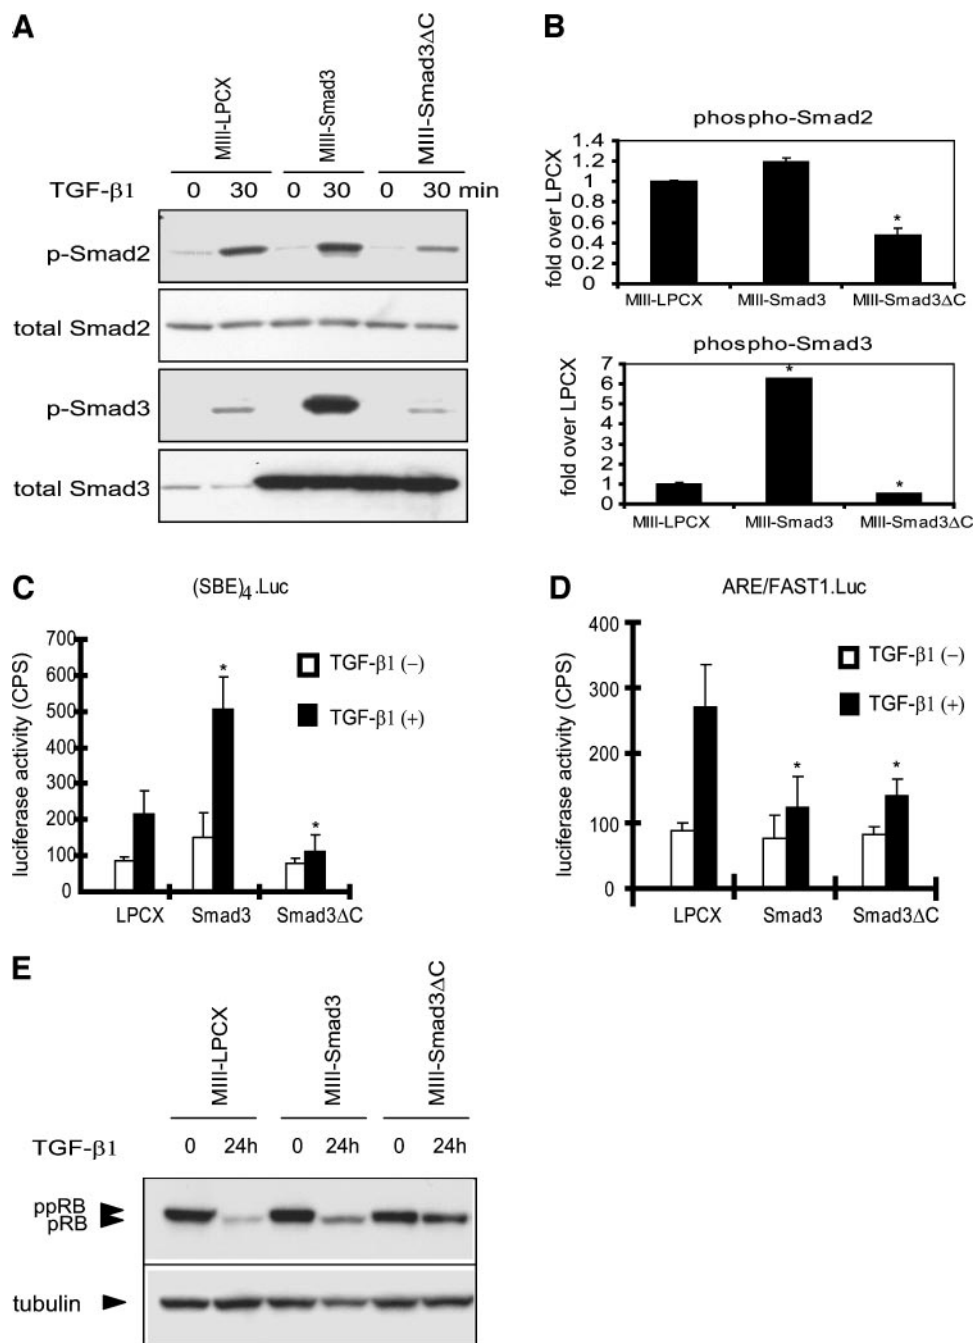 A
MIII-LPCX
MIII-Smad3
MIII-Smad3ΔC
TGF-β1 0 30 0 30 0 30 min
p-Smad2
total Smad2
p-Smad3
total Smad3
B
phospho-Smad2
fold over LPCX
1.4
1.2
1
0.8
0.6
0.4
0.2
0
*
MIII-LPCX MIII-Smad3 MIII-Smad3ΔC
phospho-Smad3
fold over LPCX
7
6
5
4
3
2
1
0
*
*
MIII-LPCX MIII-Smad3 MIII-Smad3ΔC
C
(SBE)4.Luc
luciferase activity (CPS)
700
600
500
400
300
200
100
0
*
*
TGF-β1 (–)
TGF-β1 (+)
LPCX Smad3 Smad3ΔC
D
ARE/FAST1.Luc
luciferase activity (CPS)
400
300
200
100
0
* *
TGF-β1 (–)
TGF-β1 (+)
LPCX Smad3 Smad3ΔC
E
MIII-LPCX
MIII-Smad3
MIII-Smad3ΔC
TGF-β1 0 24h 0 24h 0 24h
ppRB
pRB
tubulin